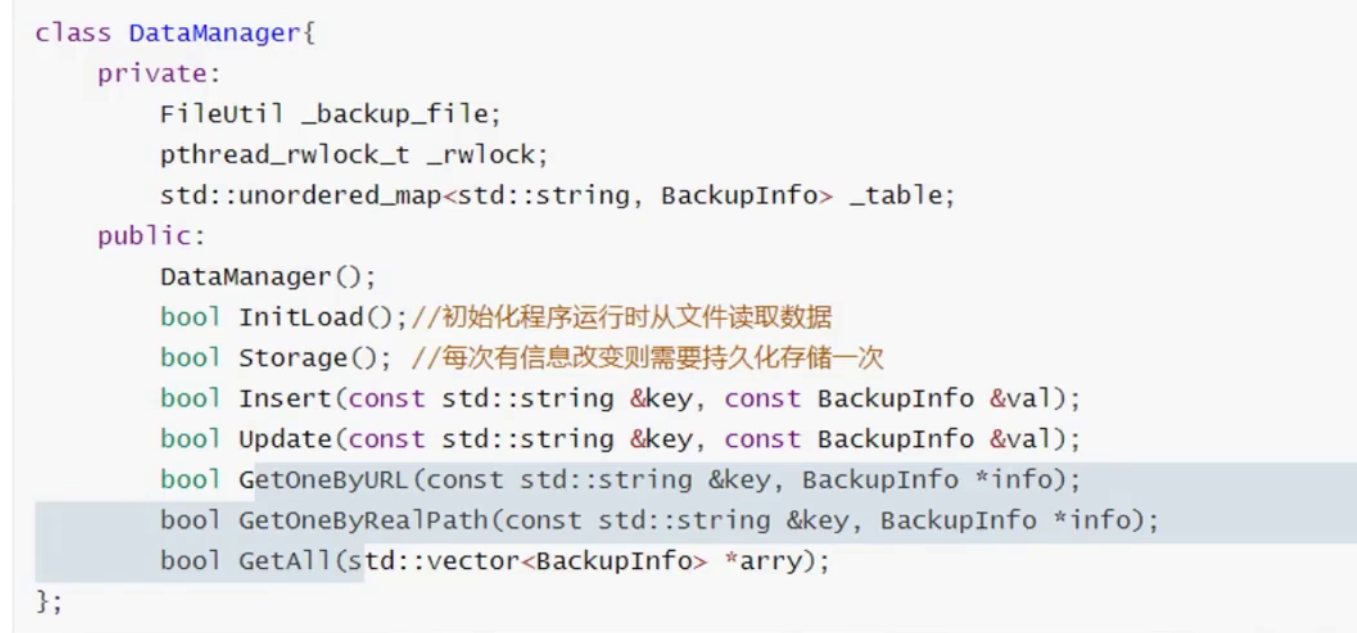 class DataManager{
    private:
        FileUtil _backup_file;
        pthread_rwlock_t _rwlock;
        std::unordered_map<std::string, BackupInfo> _table;
    public:
        DataManager();
        bool InitLoad();//初始化程序运行时从文件读取数据
        bool Storage(); //每次有信息改变则需要持久化存储一次
        bool Insert(const std::string &key, const BackupInfo &val);
        bool Update(const std::string &key, const BackupInfo &val);
        bool GetOneByURL(const std::string &key, BackupInfo *info);
        bool GetOneByRealPath(const std::string &key, BackupInfo *info);
        bool GetAll(std::vector<BackupInfo> *arry);
};